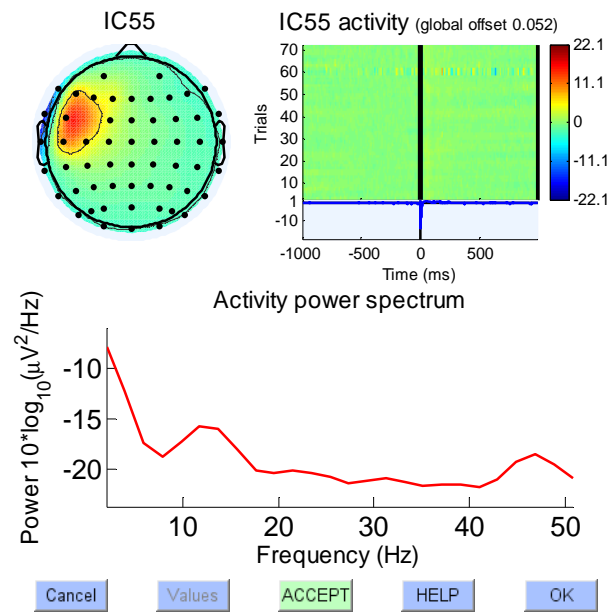 IC55
IC55 activity (global offset 0.052)
Trials
70
60
50
40
30
20
10
1
-10
-1000 -500 0 500
Time (ms)
22.1
11.1
0
-11.1
-22.1
Activity power spectrum
Power 10*log10(μV2/Hz)
-10
-15
-20
10 20 30 40 50
Frequency (Hz)
Cancel Values ACCEPT HELP OK